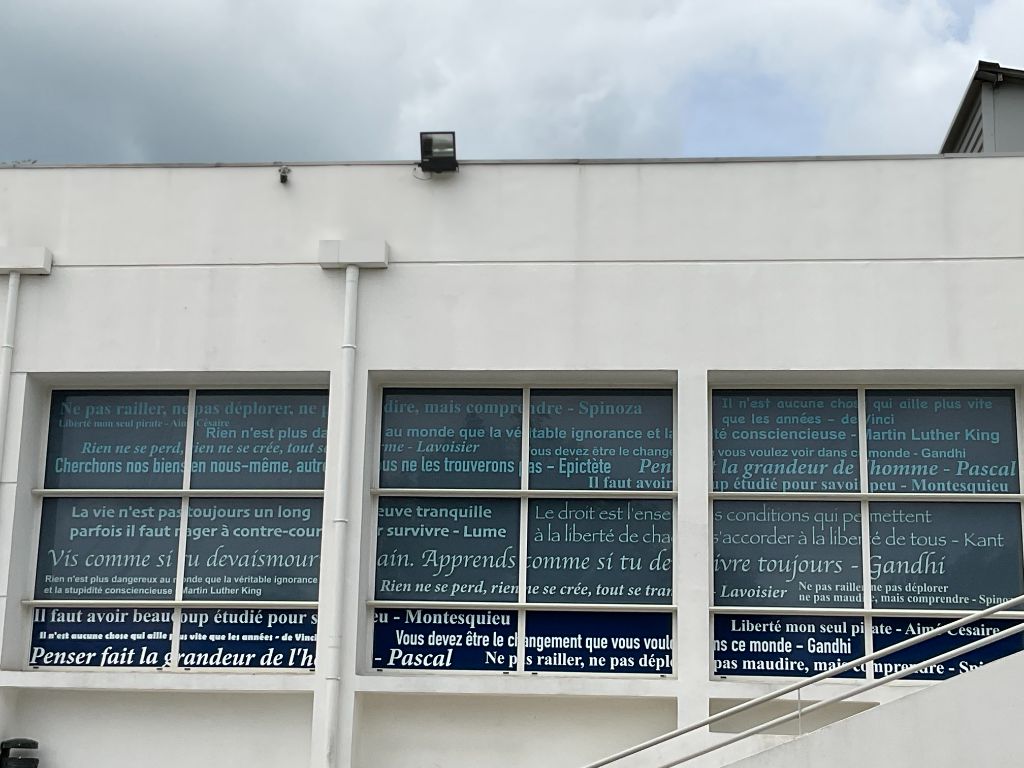 Ne pas railler, ne pas déplorer, ne p dire, mais comprendre - Spinoza
Liberté mon seul pirate - Aimé Césaire
Il n'est aucune chose qui aille plus vite
que les années - de Vinci
Rien n'est plus da au monde que la véritable ignorance et la té consciencieuse - Martin Luther King
Rien ne se perd, rien ne se crée, tout s me - Lavoisier
vous devez être le change vous voulez voir dans ce monde - Gandhi
Cherchons nos biens en nous-même, autre us ne les trouverons pas - Epictète
Pen t la grandeur de l'homme - Pascal
Il faut avoir up étudié pour savoir peu - Montesquieu
La vie n'est pas toujours un long euve tranquille
parfois il faut nager à contre-cour r survivre - Lume
Le droit est l'ense s conditions qui permettent
à la liberté de chac s'accorder à la liberté de tous - Kant
Vis comme si tu devais mour ain. Apprends comme si tu de ivre toujours - Gandhi
Rien n'est plus dangereux au monde que la véritable ignorance
et la stupidité consciencieuse Martin Luther King
Rien ne se perd, rien ne se crée, tout se tran - Lavoisier
Ne pas railler, ne pas déplorer
ne pas maudire, mais comprendre - Spinoz
Il faut avoir beaucoup étudié pour s eu - Montesquieu
Liberté mon seul pirate - Aimé Césaire
Il n'est aucune chose qui aille plus vite que les années - de Vinci
Vous devez être le changement que vous voule ns ce monde - Gandhi
Penser fait la grandeur de l'ho - Pascal
Ne pas railler, ne pas déplo pas maudire, mais comprendre - Sp